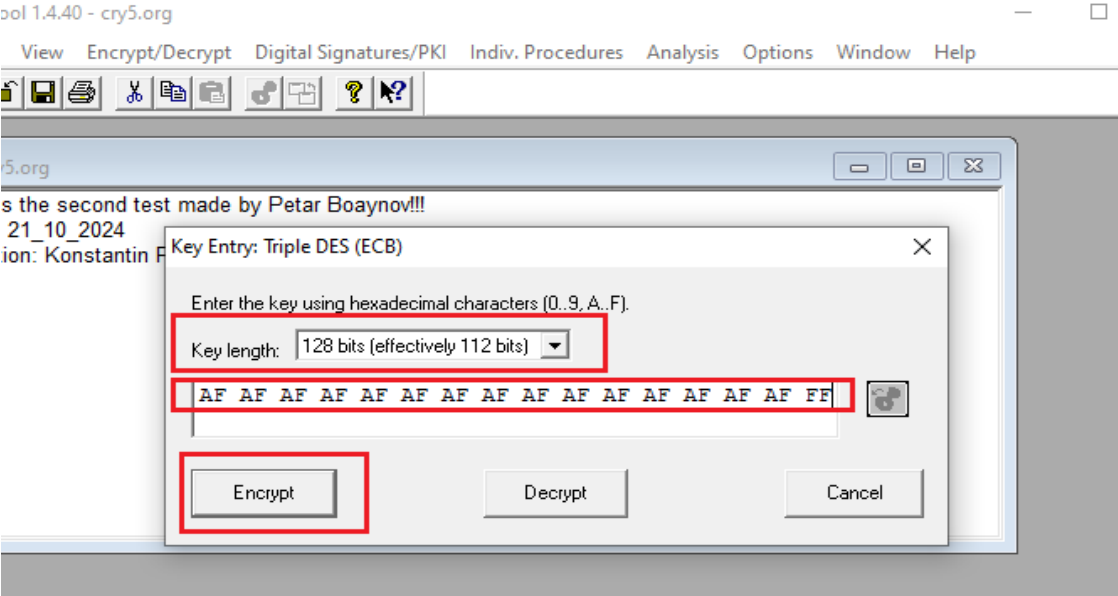 ool 1.4.40 - cry5.org
View Encrypt/Decrypt Digital Signatures/PKI Indiv. Procedures Analysis Options Window Help
y5.org
s the second test made by Petar Boaynov!!!
21_10_2024
ion: Konstantin P
Key Entry: Triple DES (ECB)
Enter the key using hexadecimal characters (0..9, A..F).
Key length: 128 bits (effectively 112 bits)
AF AF AF AF AF AF AF AF AF AF AF AF AF AF AF FF
Encrypt Decrypt Cancel